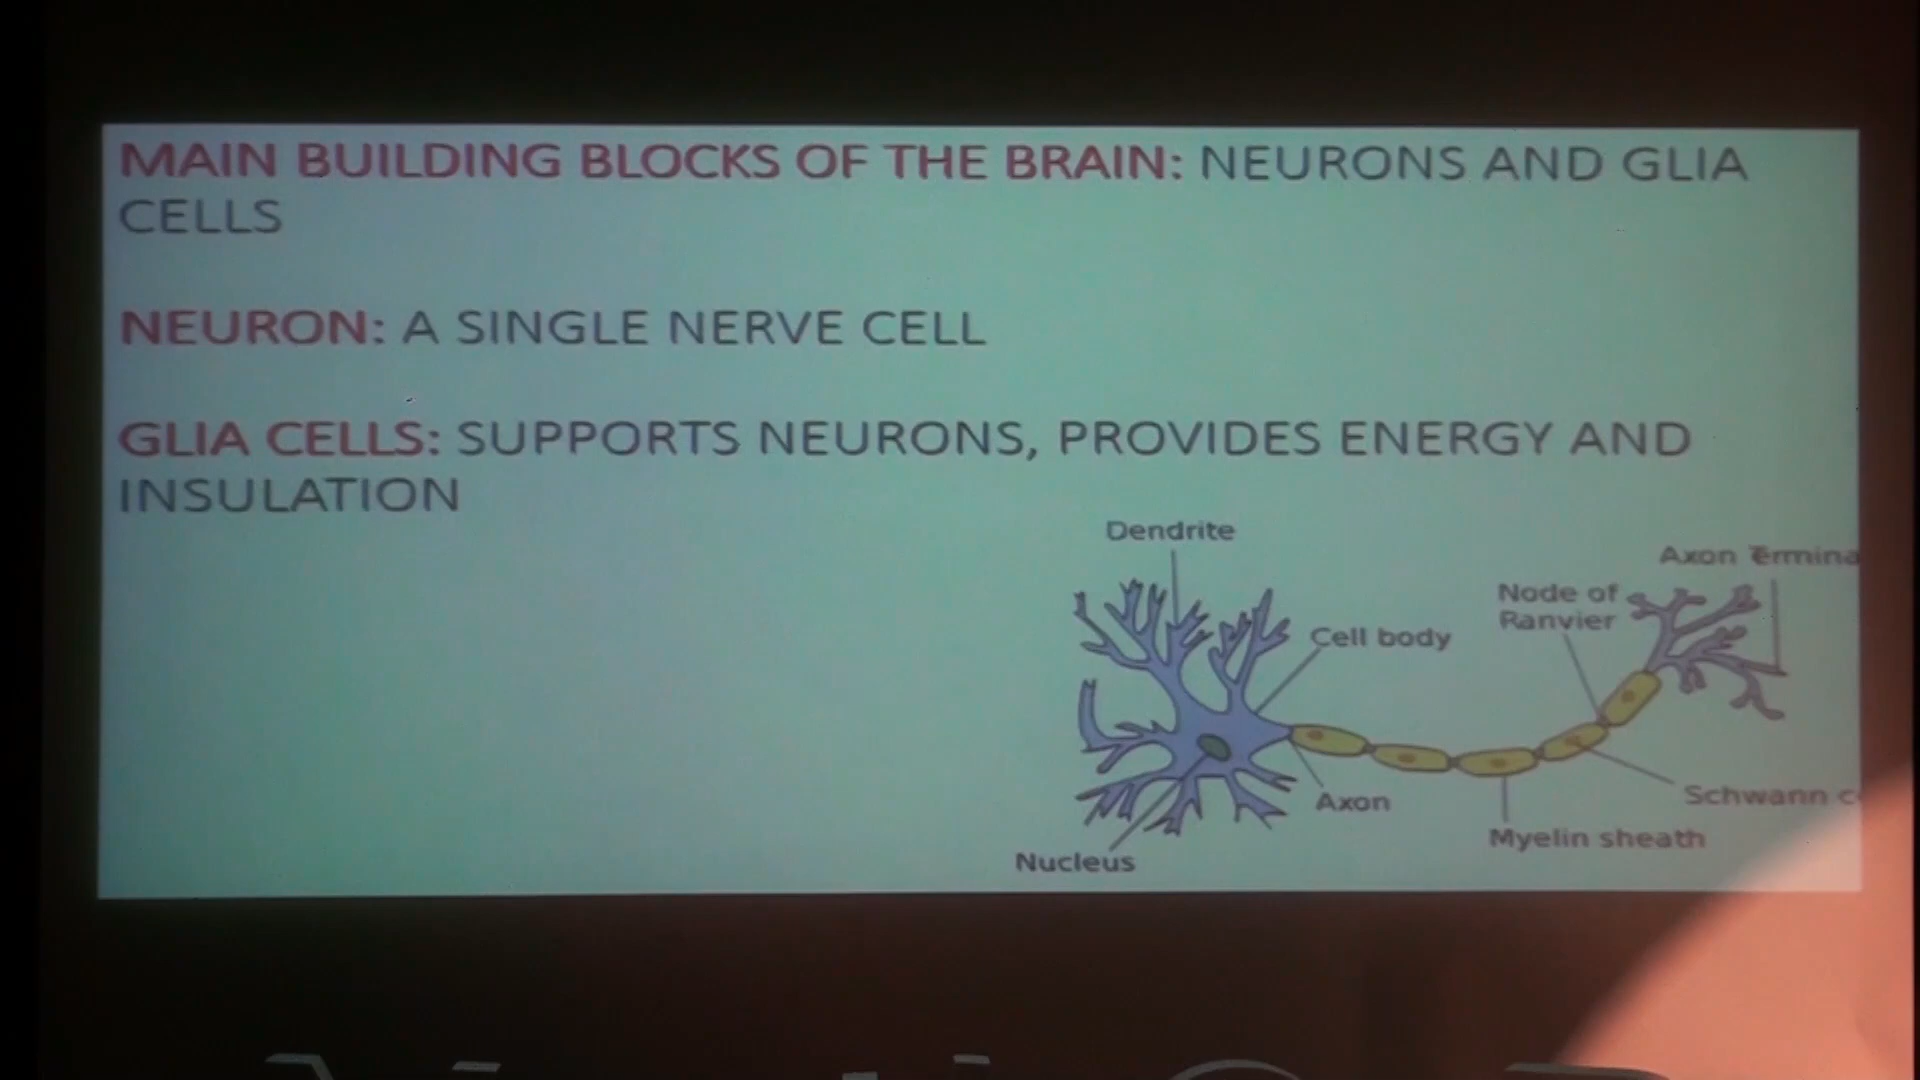 MAIN BUILDING BLOCKS OF THE BRAIN: NEURONS AND GLIA
CELLS
NEURON: A SINGLE NERVE CELL
GLIA CELLS: SUPPORTS NEURONS, PROVIDES ENERGY AND
INSULATION
Dendrite
Axon
Node of
Ranvier
Cell body
Schwann
Axon
Myelin sheath
Nucleus